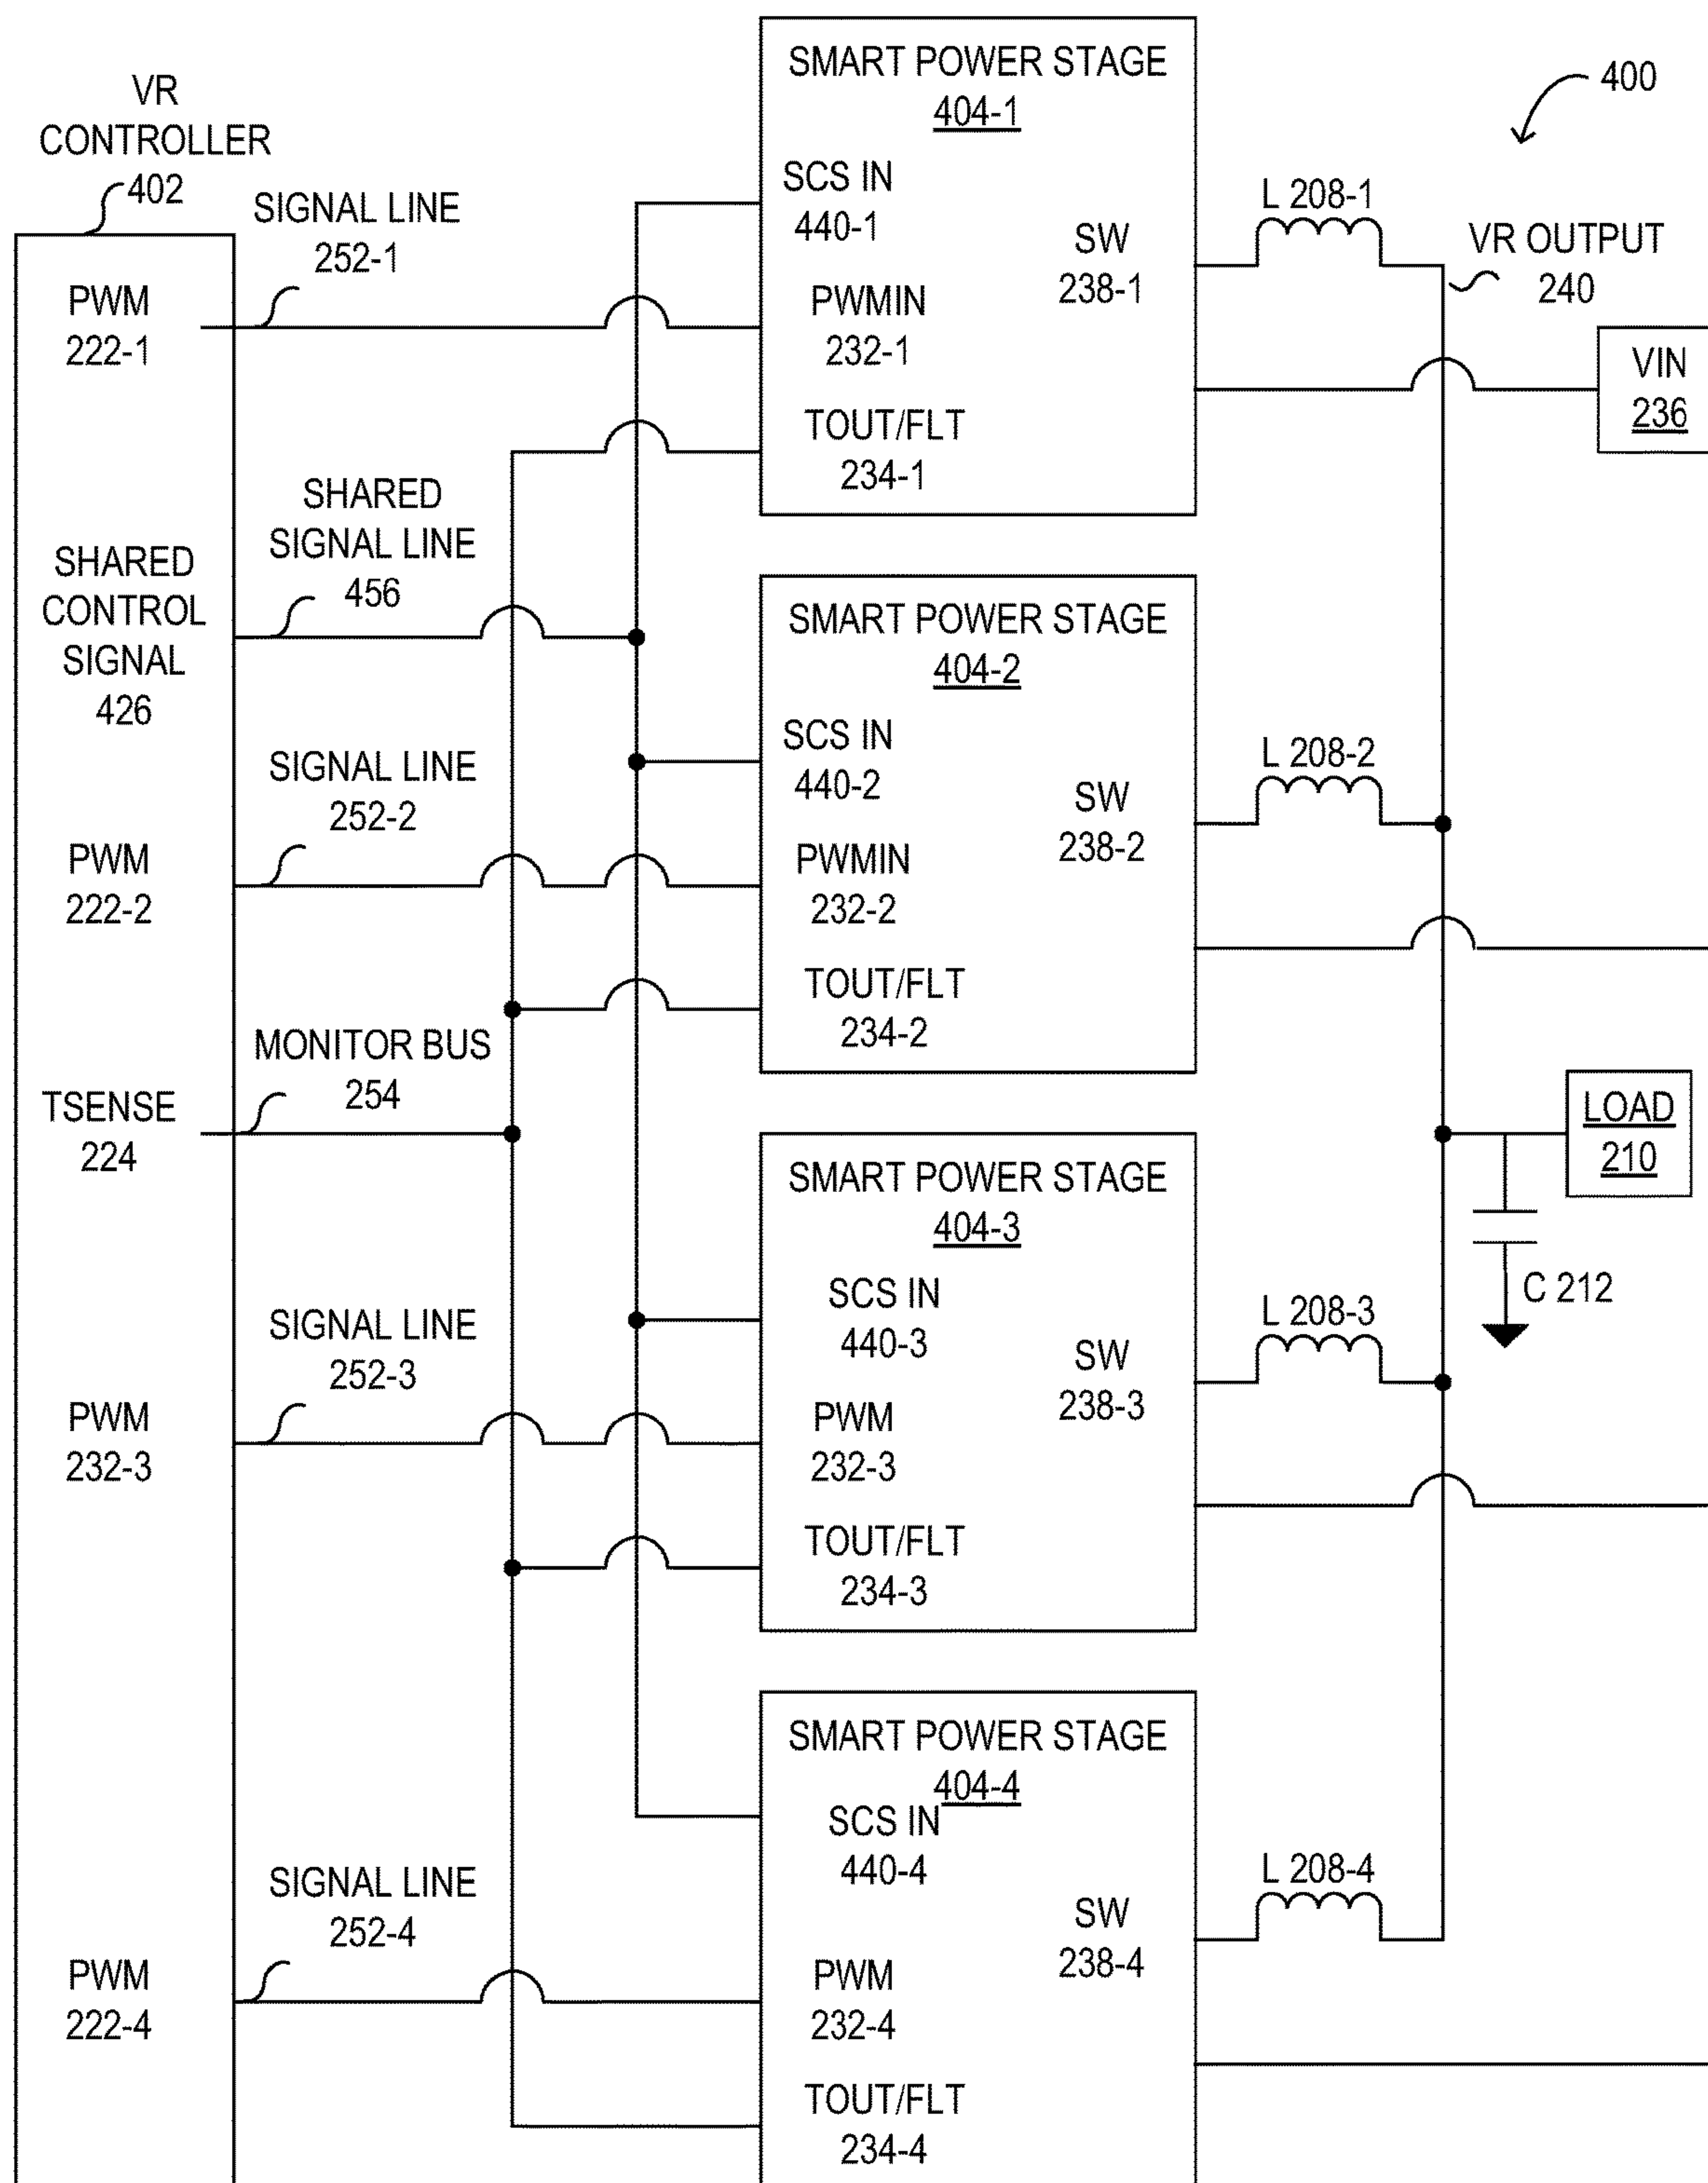 VR
CONTROLLER
402
PWM
222-1
SHARED
CONTROL
SIGNAL
426
PWM
222-2
TSENSE
224
PWM
232-3
PWM
222-4
SIGNAL LINE
252-1
SHARED
SIGNAL LINE
456
SIGNAL LINE
252-2
MONITOR BUS
254
SIGNAL LINE
252-3
SIGNAL LINE
252-4
SMART POWER STAGE
404-1
SCS IN
440-1
PWMIN
232-1
TOUT/FLT
234-1
SW
238-1
SMART POWER STAGE
404-2
SCS IN
440-2
PWMIN
232-2
TOUT/FLT
234-2
SW
238-2
SMART POWER STAGE
404-3
SCS IN
440-3
PWM
232-3
TOUT/FLT
234-3
SW
238-3
SMART POWER STAGE
404-4
SCS IN
440-4
PWM
232-4
TOUT/FLT
234-4
SW
238-4
400
L 208-1
VR OUTPUT
240
VIN
236
L 208-2
LOAD
210
C 212
L 208-3
L 208-4